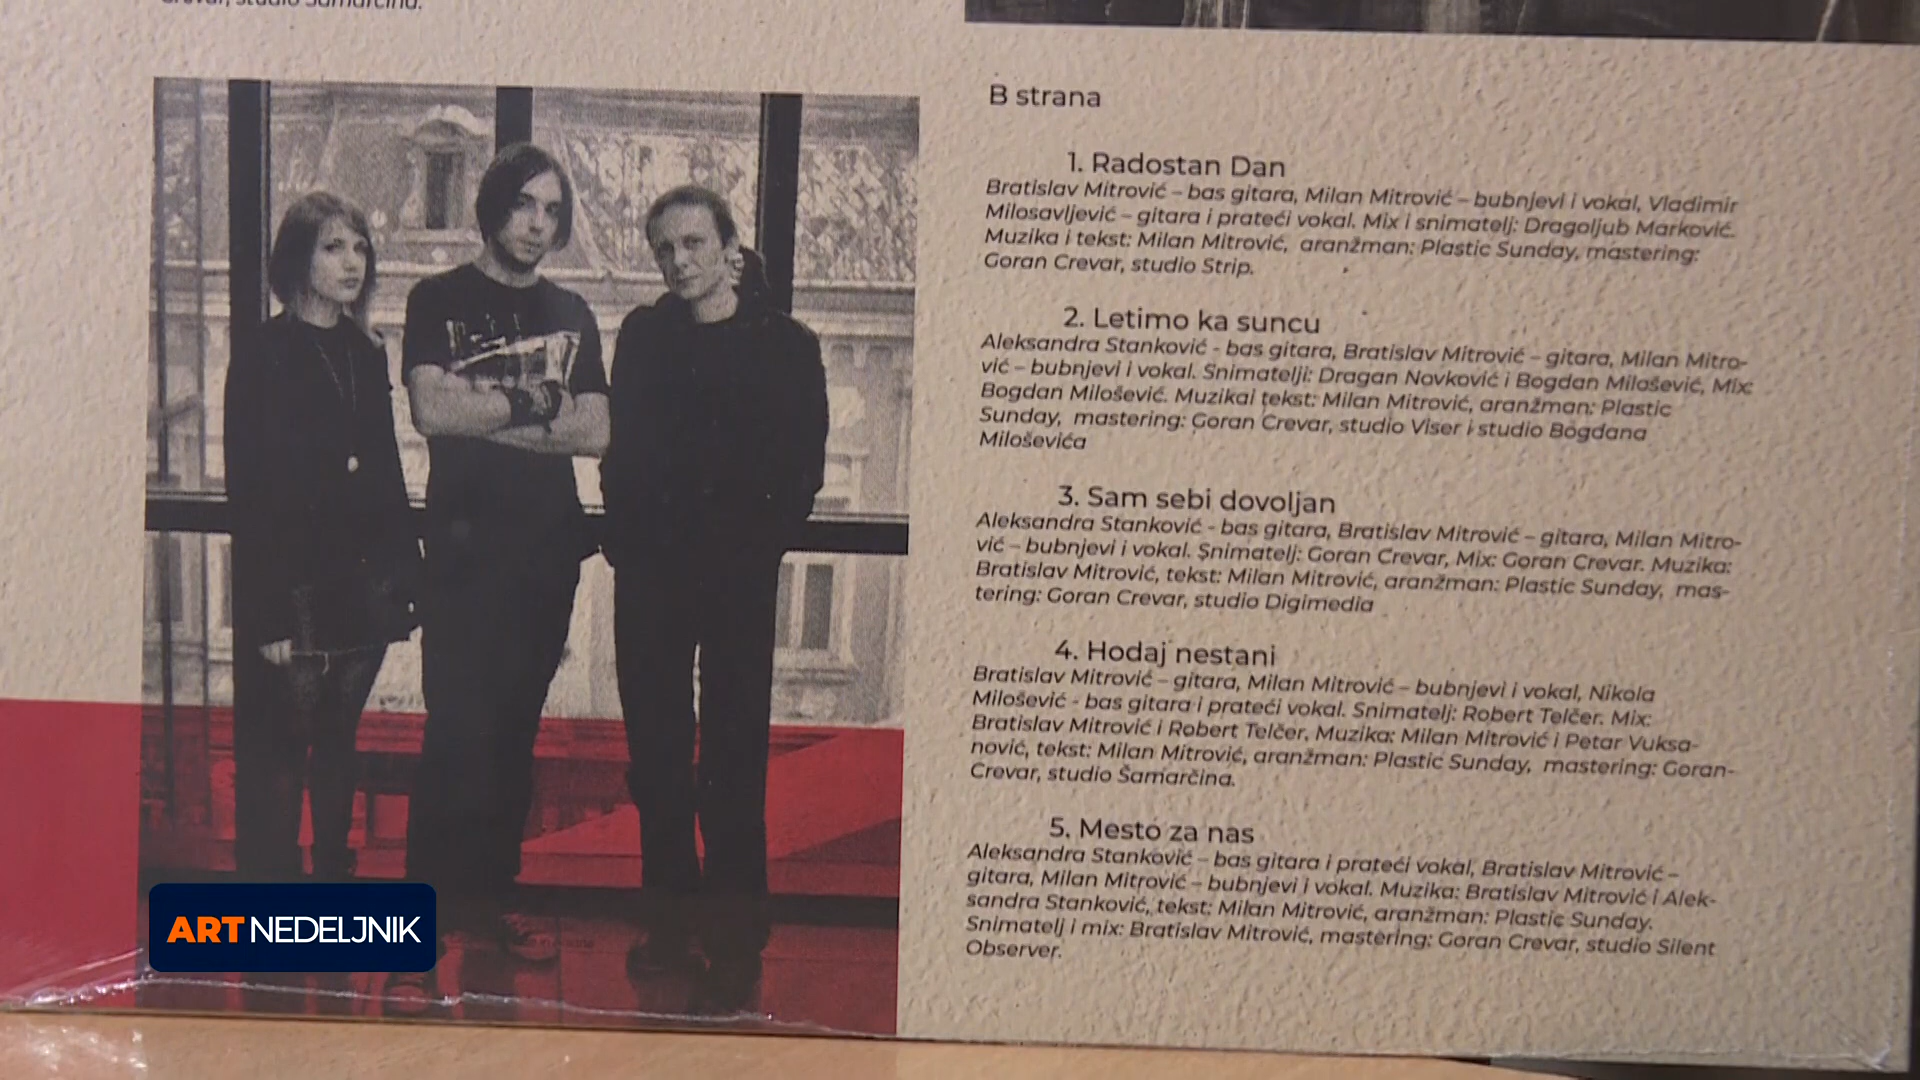 Crevar, studio Šamarčina.
B strana
1. Radostan Dan
Bratislav Mitrović – bas gitara, Milan Mitrović – bubnjevi i vokal, Vladimir
Milosavljević – gitara i prateći vokal. Mix i snimatelj: Dragoljub Marković.
Muzika i tekst: Milan Mitrović, aranžman: Plastic Sunday, mastering:
Goran Crevar, studio Strip.
2. Letimo ka suncu
Aleksandra Stanković - bas gitara, Bratislav Mitrović – gitara, Milan Mitro-
vić – bubnjevi i vokal. Snimatelji: Dragan Novković i Bogdan Milošević, Mix:
Bogdan Milošević. Muzikai tekst: Milan Mitrović, aranžman: Plastic
Sunday, mastering: Goran Crevar, studio Viser i studio Bogdana
Miloševića
3. Sam sebi dovoljan
Aleksandra Stanković - bas gitara, Bratislav Mitrović – gitara, Milan Mitro-
vić – bubnjevi i vokal. Snimatelj: Goran Crevar, Mix: Goran Crevar. Muzika:
Bratislav Mitrović, tekst: Milan Mitrović, aranžman: Plastic Sunday, mas-
tering: Goran Crevar, studio Digimedia
4. Hodaj nestani
Bratislav Mitrović – gitara, Milan Mitrović – bubnjevi i vokal, Nikola
Milošević - bas gitara i prateći vokal. Snimatelj: Robert Telčer. Mix:
Bratislav Mitrović i Robert Telčer, Muzika: Milan Mitrović i Petar Vuksa-
nović, tekst: Milan Mitrović, aranžman: Plastic Sunday, mastering: Goran-
Crevar, studio Šamarčina.
5. Mesto za nas
Aleksandra Stanković – bas gitara i prateći vokal, Bratislav Mitrović –
gitara, Milan Mitrović – bubnjevi i vokal. Muzika: Bratislav Mitrović i Alek-
sandra Stanković, tekst: Milan Mitrović, aranžman: Plastic Sunday.
Snimatelj i mix: Bratislav Mitrović, mastering: Goran Crevar, studio Silent
Observer.
ART NEDELJNIK